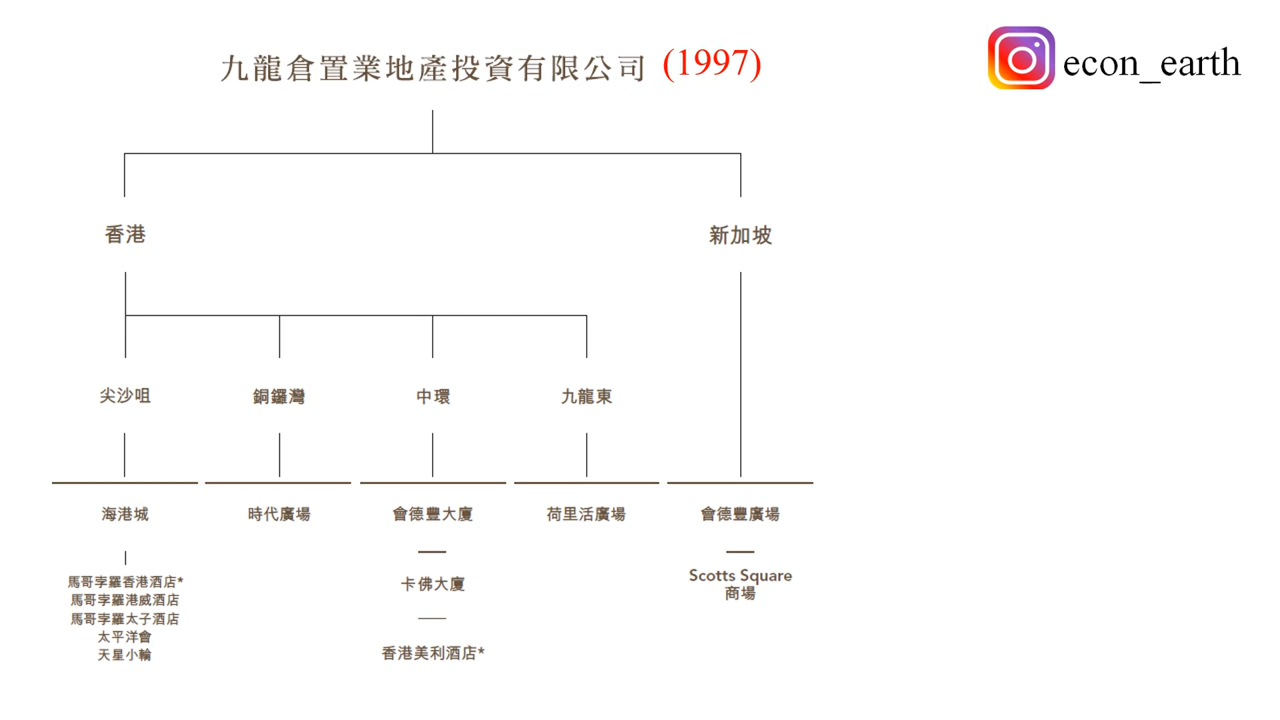 九龍倉置業地產投資有限公司 (1997)
econ_earth
香港
新加坡
尖沙咀
銅鑼灣
中環
九龍東
海港城
時代廣場
會德豐大廈
荷里活廣場
會德豐廣場
馬哥孛羅香港酒店*
馬哥孛羅港威酒店
馬哥孛羅太子酒店
太平洋會
天星小輪
卡佛大廈
香港美利酒店*
Scotts Square
商場